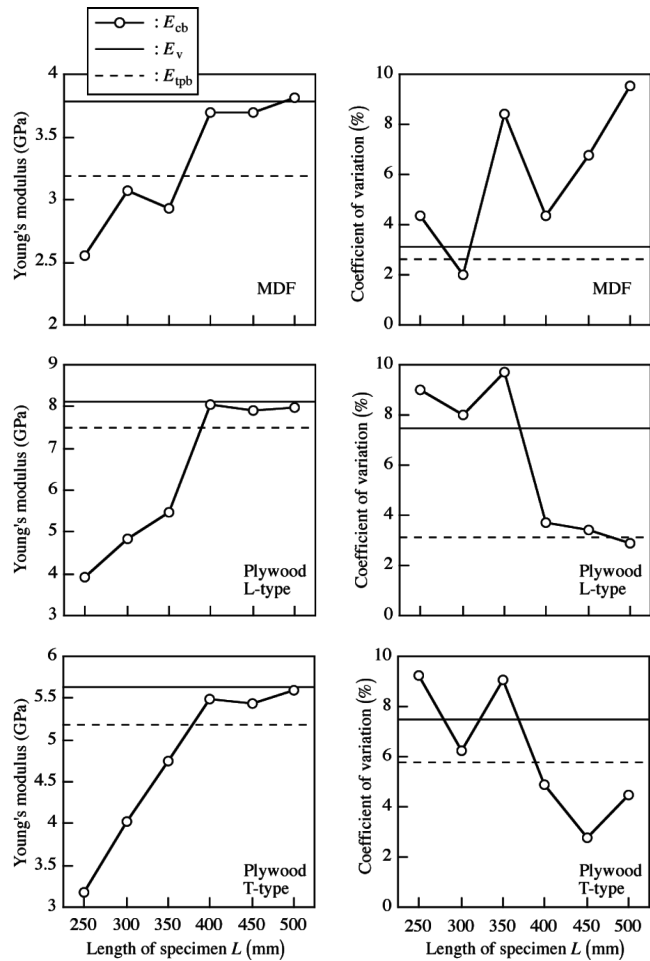 : E_cb
: E_v
: E_tpb
Young's modulus (GPa)
4
3.5
3
2.5
2
MDF
Coefficient of variation (%)
10
8
6
4
2
0
MDF
Young's modulus (GPa)
9
8
7
6
5
4
3
Plywood
L-type
Coefficient of variation (%)
10
8
6
4
2
0
Plywood
L-type
Young's modulus (GPa)
6
5.5
5
4.5
4
3.5
3
Plywood
T-type
250 300 350 400 450 500
Length of specimen L (mm)
Coefficient of variation (%)
10
8
6
4
2
0
Plywood
T-type
250 300 350 400 450 500
Length of specimen L (mm)